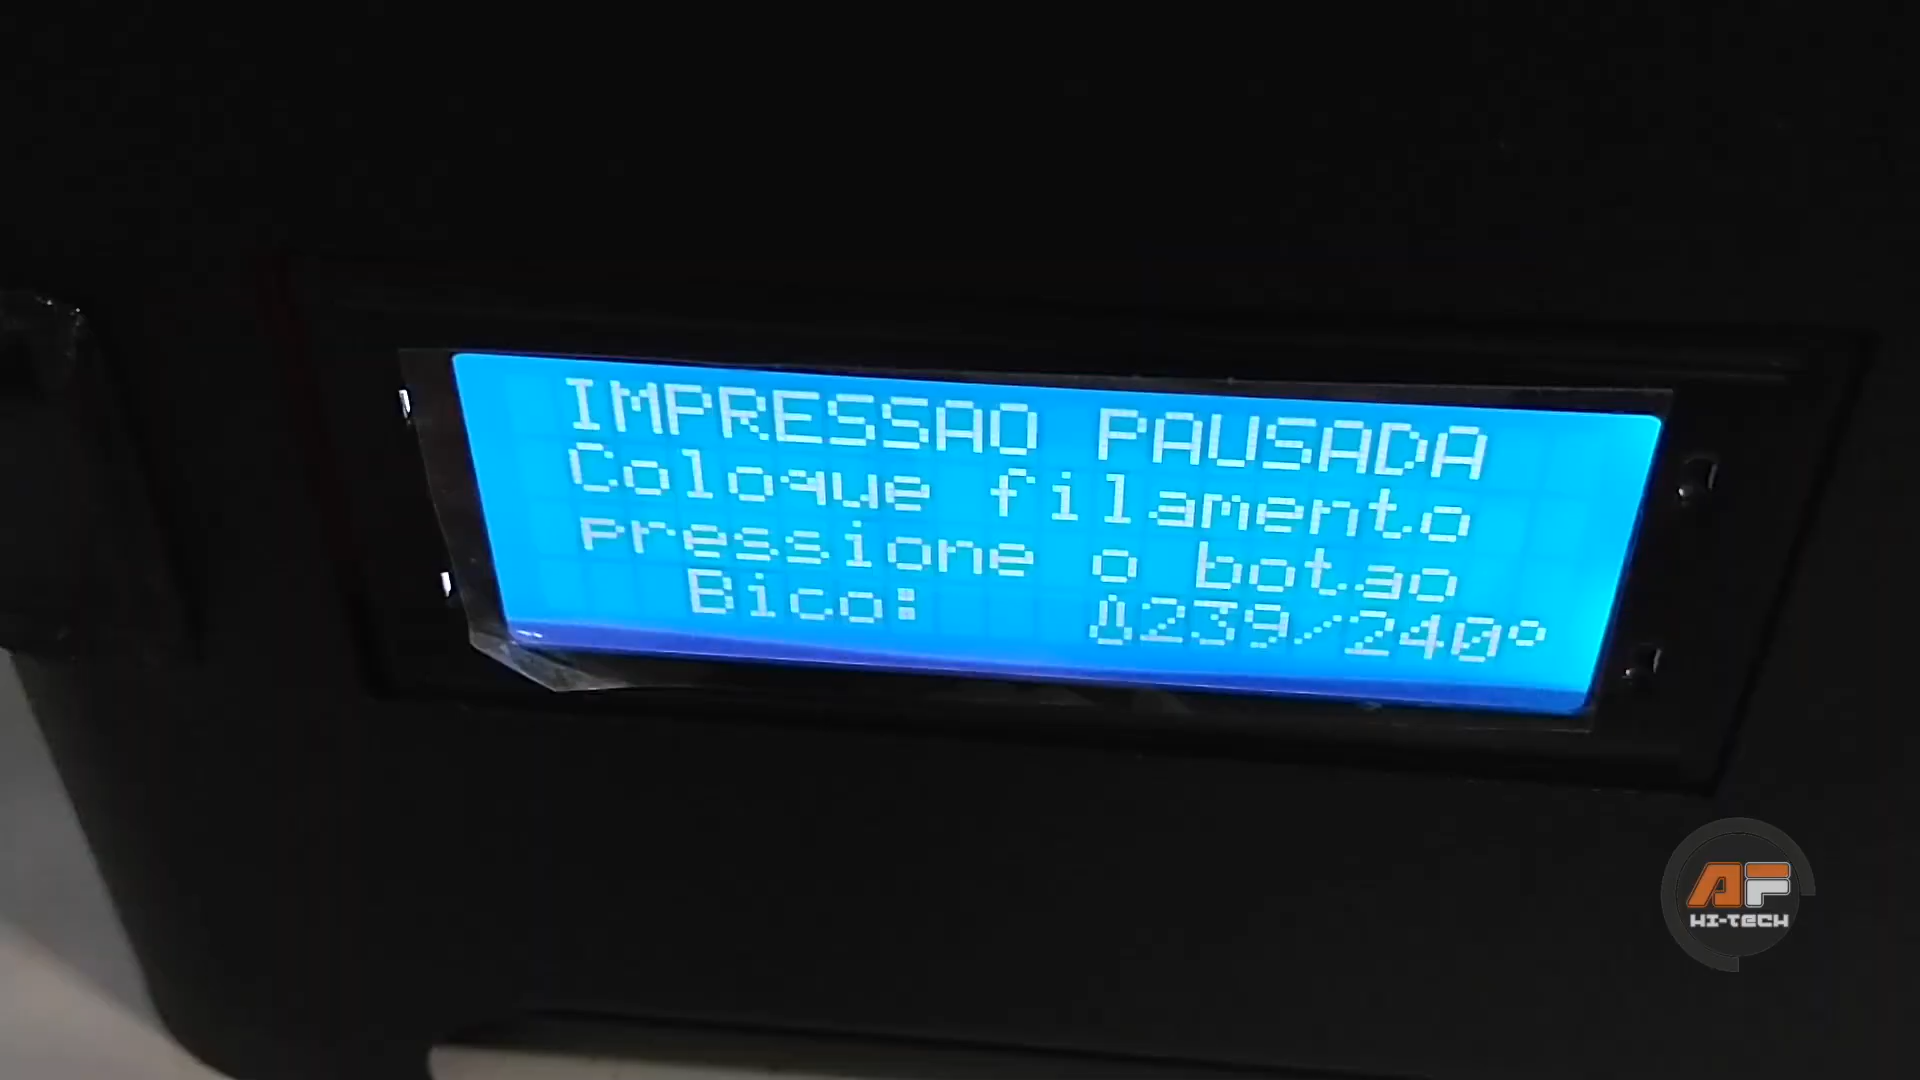 IMPRESSAO PAUSADA
Coloque filamento
pressione o botao
Bico: 239/240°
AF
HI-TECH